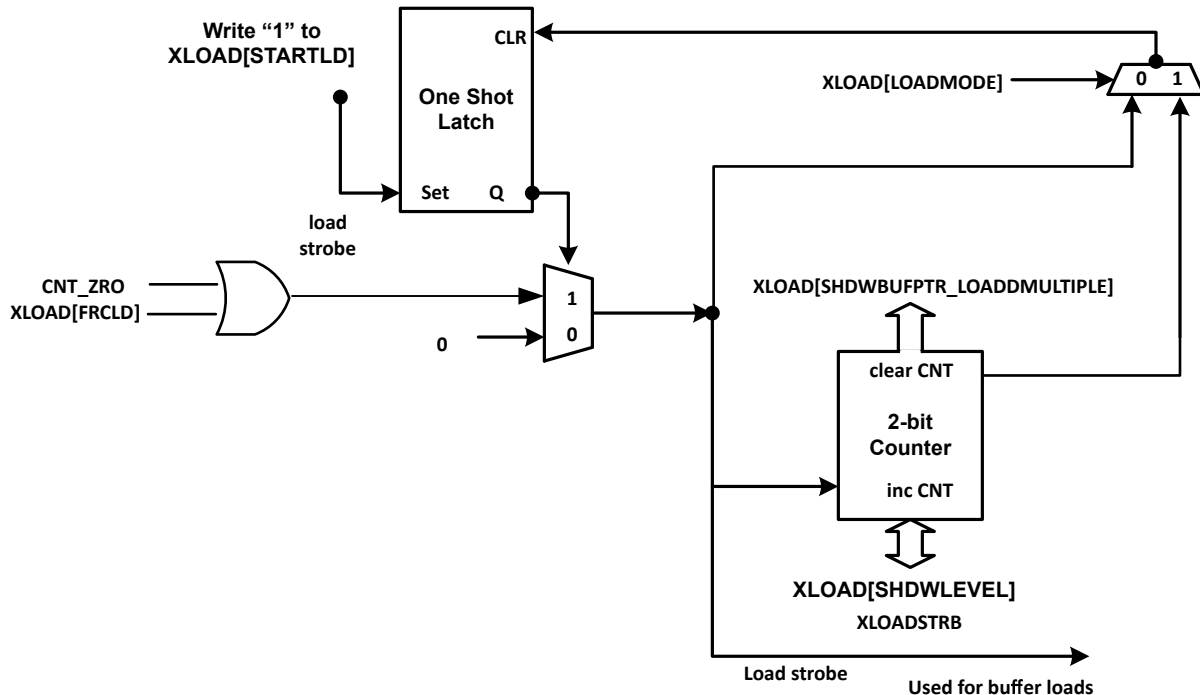 Write “1” to
XLOAD[STARTLD]
CLR
One Shot
Latch
Set
Q
load
strobe
XLOAD[LOADMODE]
0
1
CNT_ZRO
XLOAD[FRCLD]
1
0
0
XLOAD[SHDWBUFPTR_LOADDMULTIPLE]
clear CNT
2-bit
Counter
inc CNT
XLOAD[SHDWLEVEL]
XLOADSTRB
Load strobe
Used for buffer loads